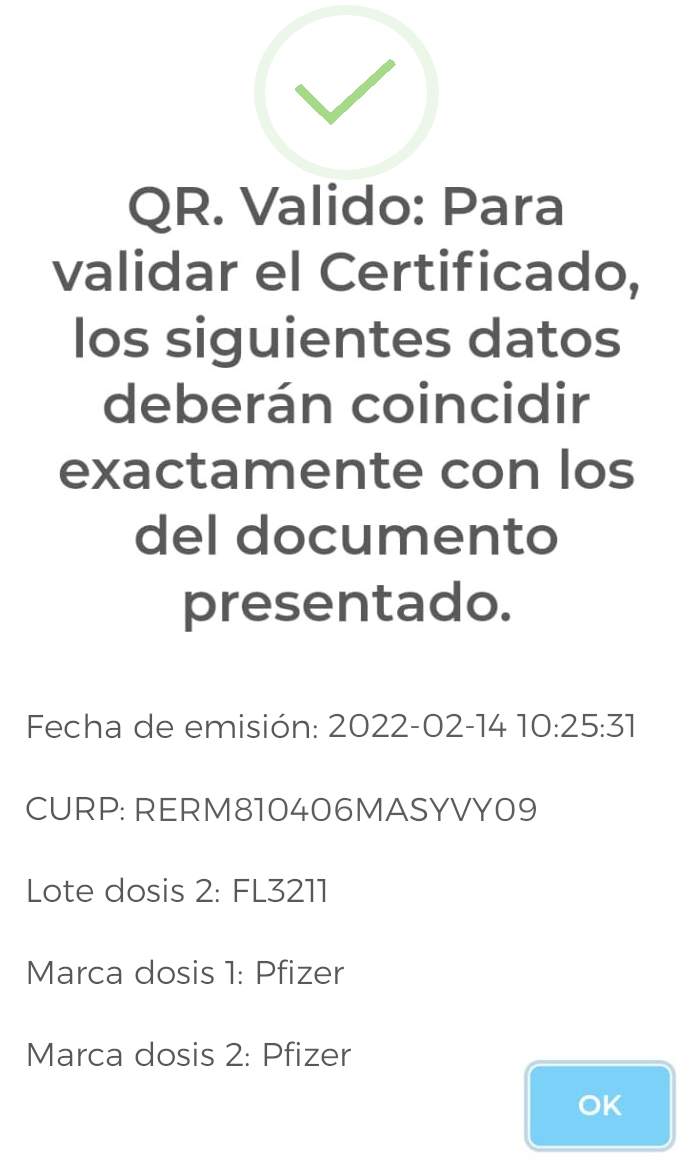 QR. Valido: Para
validar el Certificado,
los siguientes datos
deberán coincidir
exactamente con los
del documento
presentado.
Fecha de emisión: 2022-02-14 10:25:31
CURP: RERM810406MASYVY09
Lote dosis 2: FL3211
Marca dosis 1: Pfizer
Marca dosis 2: Pfizer
OK